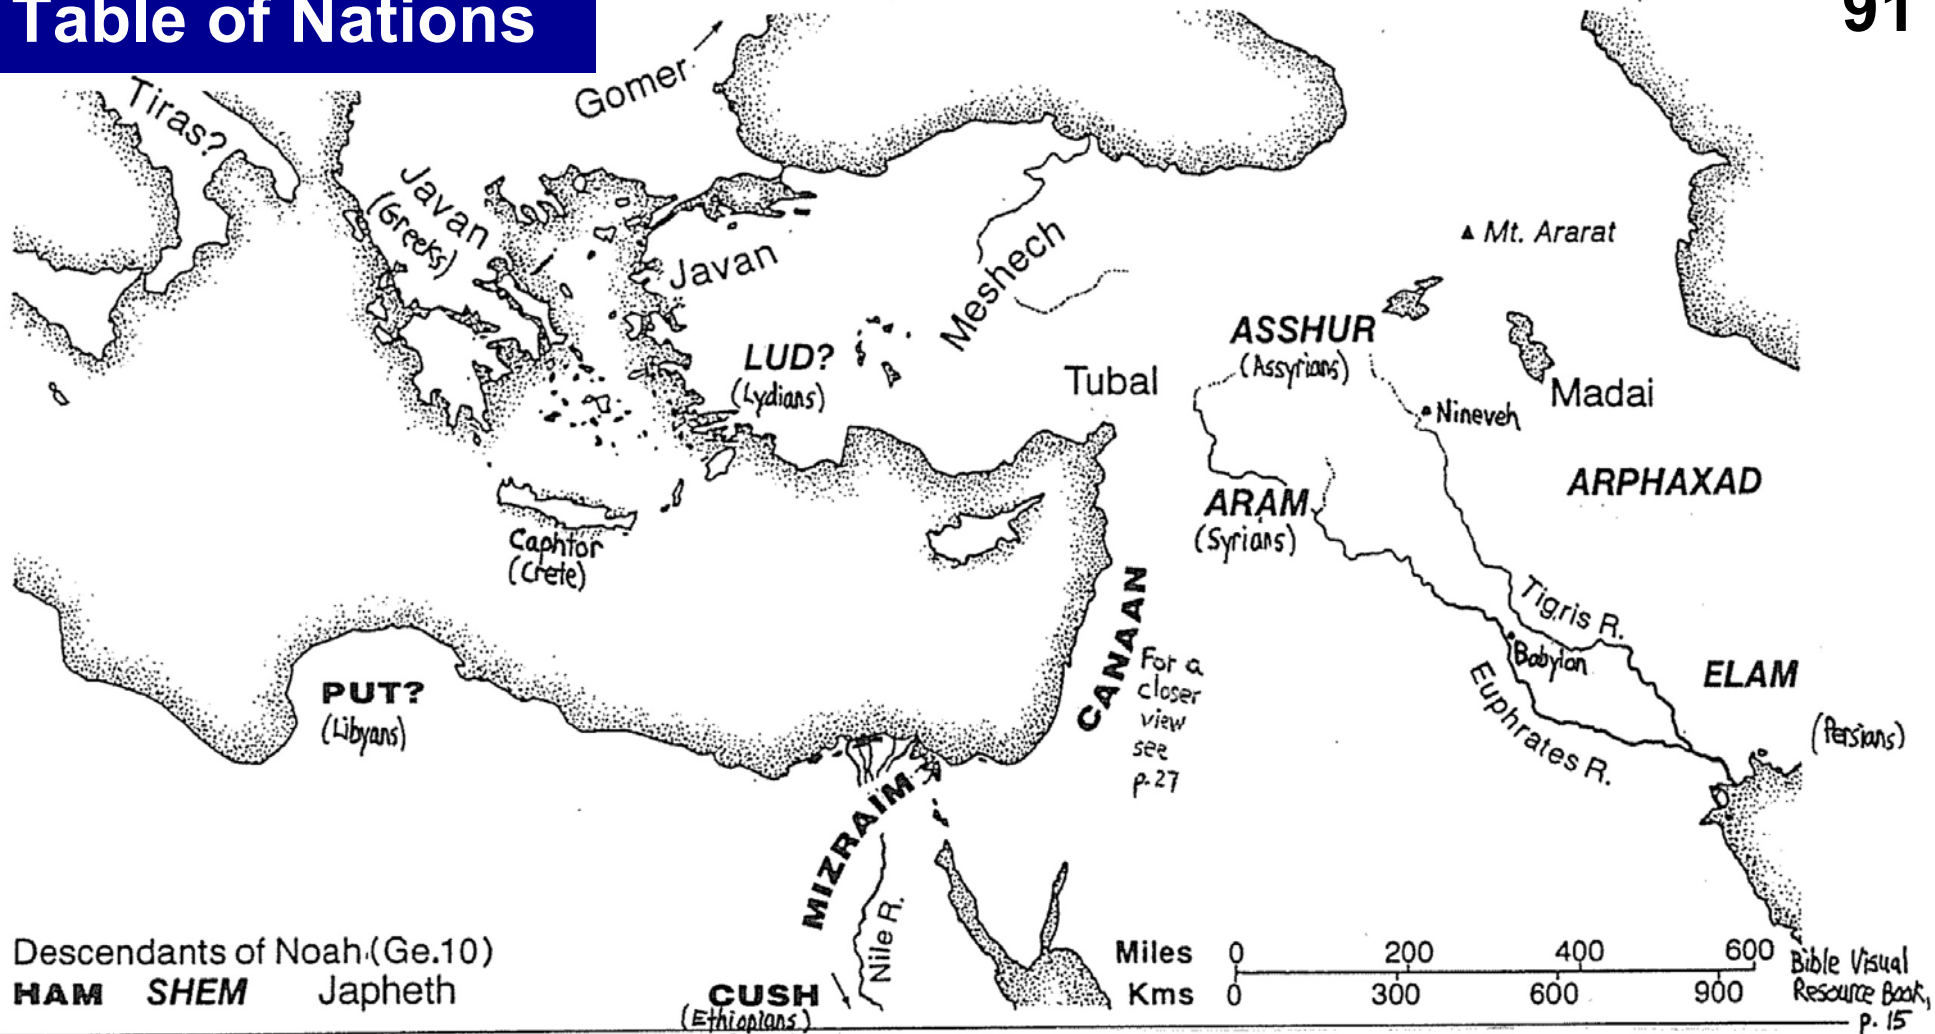 Table of Nations
91
Gomer
Tiras?
Javan
(Greeks)
Javan
Meshech
Mt. Ararat
ASSHUR
(Assyrians)
LUD?
(Lydians)
Tubal
Madai
Nineveh
ARPHAXAD
ARAM
(Syrians)
Caphtor
(Crete)
CANAAN
For a
closer
view
see
p.27
Tigris R.
Babylon
Euphrates R.
ELAM
(Persians)
PUT?
(Libyans)
MIZRAIM
Nile R.
CUSH
(Ethiopians)
Descendants of Noah (Ge.10)
HAM SHEM Japheth
Miles 0 200 400 600
Kms 0 300 600 900
Bible Visual
Resource Book,
p. 15